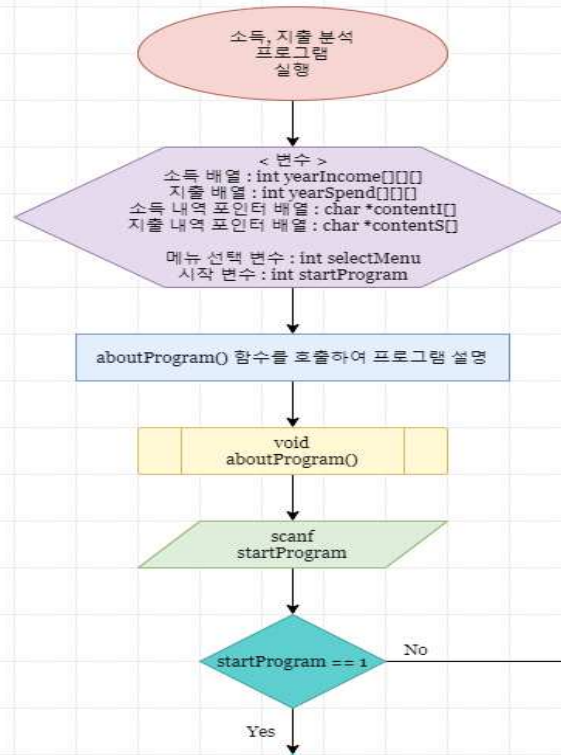 소득, 지출 분석
프로그램
실행
< 변수 >
소득 배열 : int yearIncome[][][]
지출 배열 : int yearSpend[][][]
소득 내역 포인터 배열 : char *contentI[]
지출 내역 포인터 배열 : char *contentS[]
메뉴 선택 변수 : int selectMenu
시작 변수 : int startProgram
aboutProgram() 함수를 호출하여 프로그램 설명
void
aboutProgram()
scanf
startProgram
startProgram == 1
No
Yes